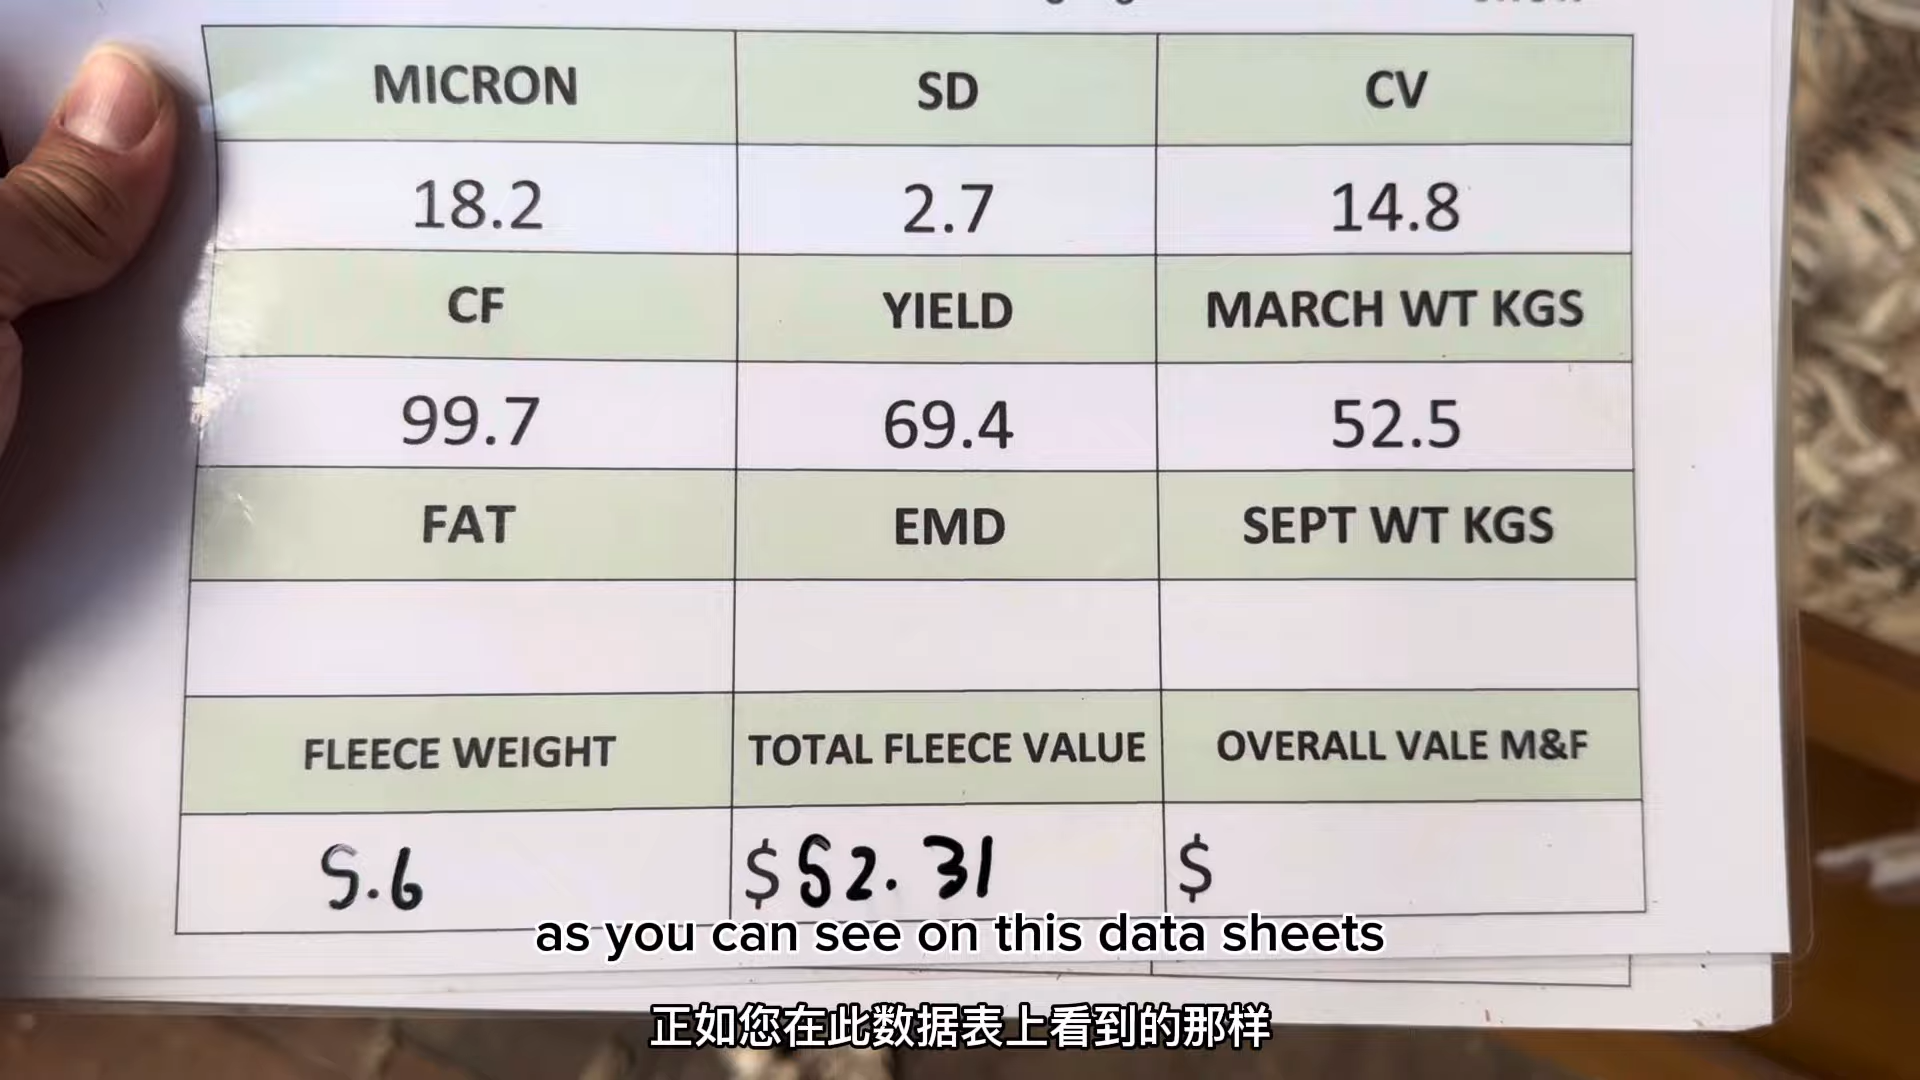 MICRON SD CV
18.2 2.7 14.8
CF YIELD MARCH WT KGS
99.7 69.4 52.5
FAT EMD SEPT WT KGS
FLEECE WEIGHT TOTAL FLEECE VALUE OVERALL VALE M&F
5.6 $52.31 $
as you can see on this data sheets
正如您在此数据表上看到的那样